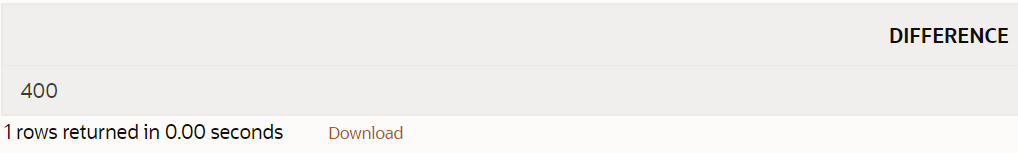 DIFFERENCE
400
1 rows returned in 0.00 seconds Download